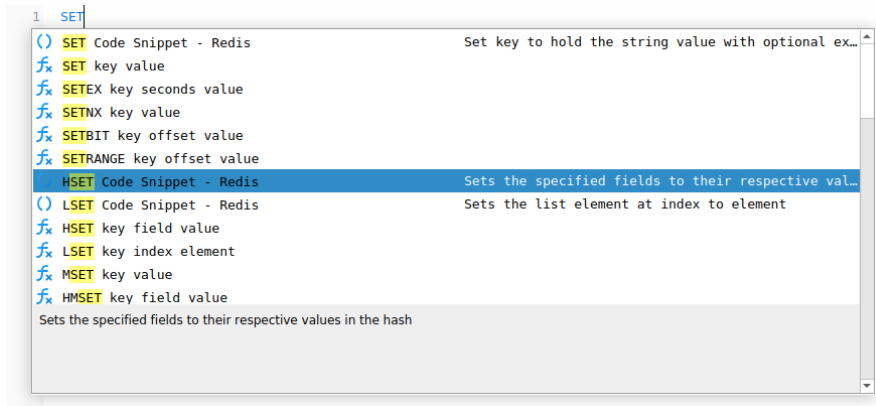 1 SET
SET Code Snippet - Redis Set key to hold the string value with optional ex…
SET key value
SETEX key seconds value
SETNX key value
SETBIT key offset value
SETRANGE key offset value
HSET Code Snippet - Redis Sets the specified fields to their respective val…
LSET Code Snippet - Redis Sets the list element at index to element
HSET key field value
LSET key index element
MSET key value
HMSET key field value
Sets the specified fields to their respective values in the hash